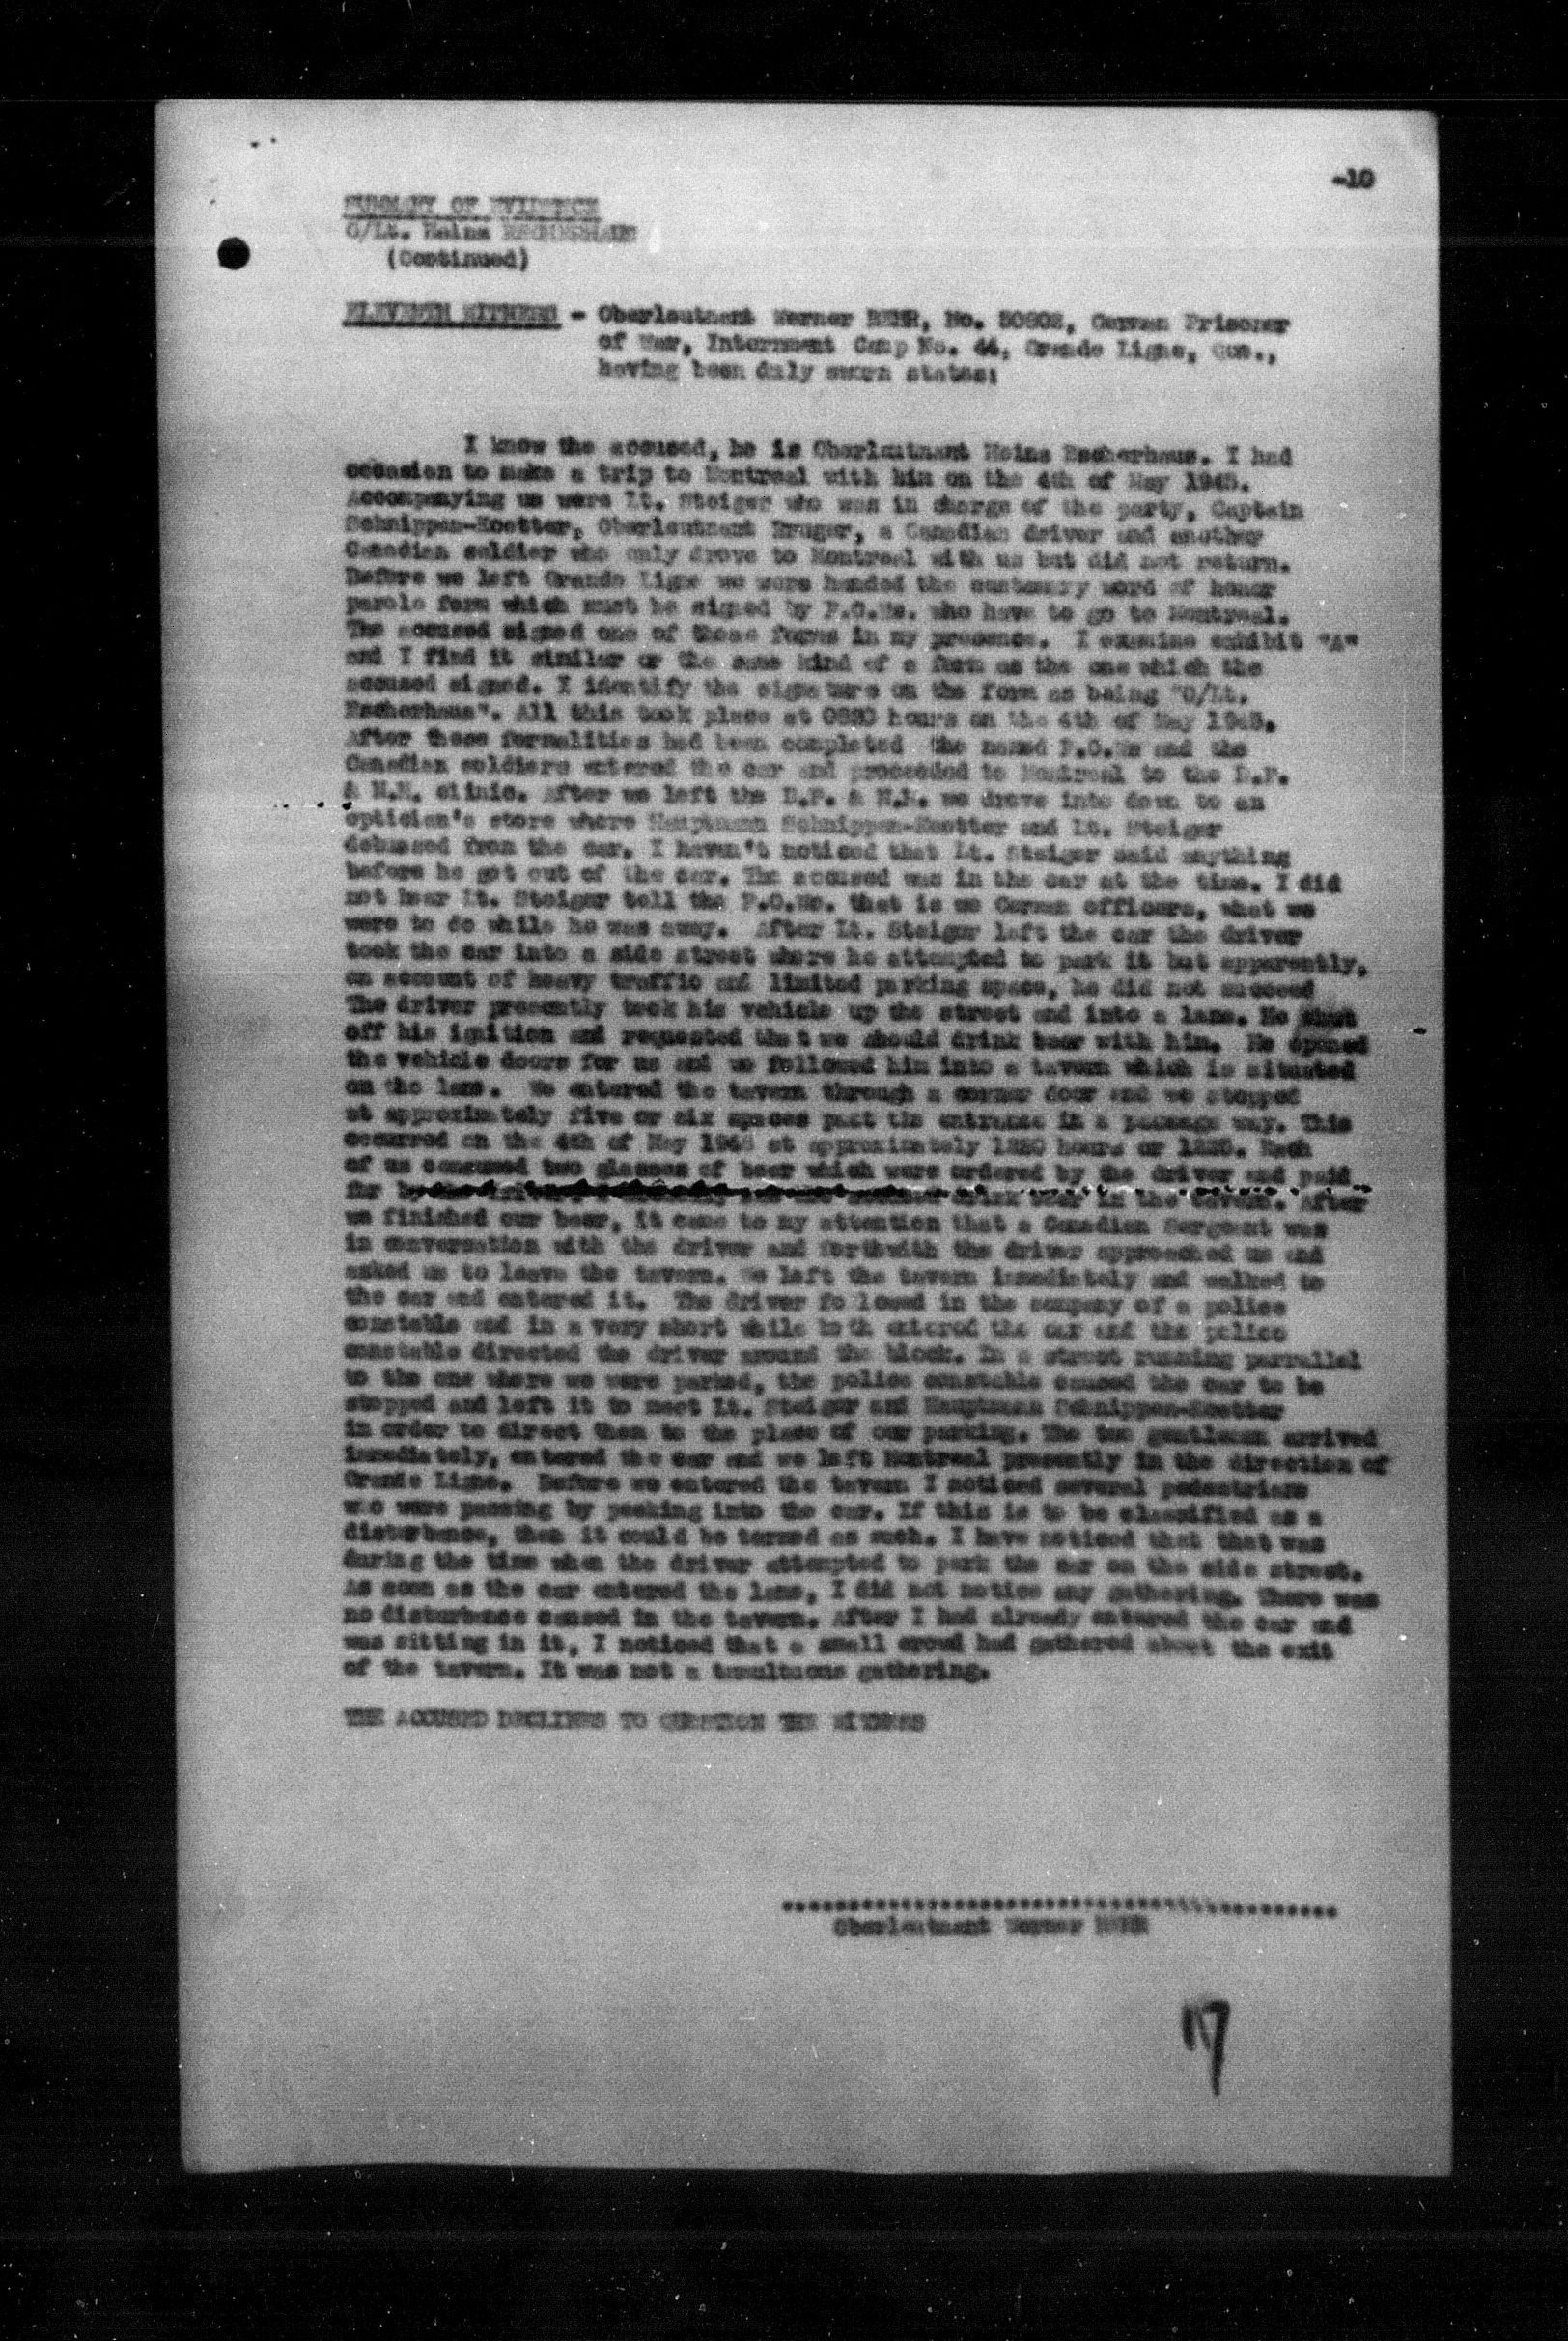 -10
SUMMARY OF EVIDENCE
O/Lt. Heinz ESCHERHAUS
(Continued)
ELEVENTH WITNESS - Oberleutnant Werner BEHR, No. Cerman Prisoner
of War, Internment Camp No. 44, Grande Ligne, Que.,
having been duly sworn states:
I know the accused, he is Oberleutnant Heinz Escherhaus. I had
occasion to make a trip to Montreal with him on the 4th of May 1945.
Accompanying us were Lt. Steiger who was in charge of the party, Captain
Schnippen-Koetter, Oberleutnant Kruger, a Canadian driver and another
Canadian soldier who only drove to Montreal with us but did not return.
Before we left Grande Ligne we were handed the customary word of honor
parole form which must be signed by P.O.Ws. who have to go to Montreal.
The accused signed one of these forms in my presence. I examine exhibit "A"
and I find it similar or the same kind of a form as the one which the
accused signed. I identify the signature on the form as being "O/Lt.
Escherhaus". All this took place at hours on the 4th of May 1945.
After these formalities had been completed the named P.O.Ws and the
Canadian soldiers entered the car and proceeded to Montreal to the D.P.
& N.H. clinic. After we left the D.P. & N.H. we drove into down to an
optician's store where Hauptmann Schnippen-Koetter and Lt. Steiger
debussed from the car. I haven't noticed that Lt. Steiger said anything
before he got out of the car. The accused was in the car at the time. I did
not hear Lt. Steiger tell the P.O.Ws. that is we German officers, what we
were to do while he was away. After Lt. Steiger left the car the driver
took the car into a side street where he attempted to park it but apparently,
on account of heavy traffic and limited parking space, he did not succeed
The driver presently took his vehicle up the street and into a lane. He shut
off his ignition and requested that we should drink beer with him. He opened
the vehicle doors for us and we followed him into a tavern which is situated
on the lane. We entered the tavern through a corner door and we stopped
at approximately five or six spaces past the entrance in a passage way. This
occurred on the 4th of May at approximately hours or Each
of us consumed two glasses of beer which were ordered by the driver and paid
for by drink beer in the tavern. After
we finished our beer, it came to my attention that a Canadian Sergeant was
in conversation with the driver and forthwith the driver approached us and
asked us to leave the tavern. We left the tavern immediately and walked to
the car and entered it. The driver followed in the company of a police
constable and in a very short while both entered the car and the police
constable directed the driver around the block. In a street running parrallel
to the one where we were parked, the police constable caused the car to be
stopped and left it to meet Lt. Steiger and Hauptmann Schnippen-Koetter
in order to direct them to the place of our parking. The two gentlemen arrived
immediately, entered the car and we left Montreal presently in the direction of
Grande Ligne. Before we entered the tavern I noticed several pedestrians
who were passing by peeking into the car. If this is to be classified as a
disturbance, then it could be termed as such. I have noticed that that was
during the time when the driver attempted to park the car on the side street.
As soon as the car entered the lane, I did not notice any gathering. There was
no disturbance caused in the tavern. After I had already entered the car and
was sitting in it, I noticed that a small crowd had gathered about the exit
of the tavern. It was not a tumultuous gathering.
THE ACCUSED DECLINES TO QUESTION THE WITNESS
Oberleutnant Werner BEHR